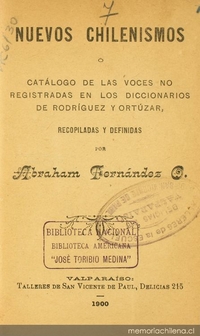 7
NUEVOS CHILENISMOS
Ó
CATÁLOGO DE LAS VOCES NO
REGISTRADAS EN LOS DICCIONARIOS
DE RODRÍGUEZ Y ORTÚZAR,
RECOPILADAS Y DEFINIDAS
POR
Abraham Fernández O.
BIBLIOTECA NACIONAL
BIBLIOTECA AMERICANA
"JOSÉ TORIBIO MEDINA"
VALPARAÍSO:
TALLERES DE SAN VICENTE DE PAUL, DELICIAS 215
1900
www.memoriachilena.cl